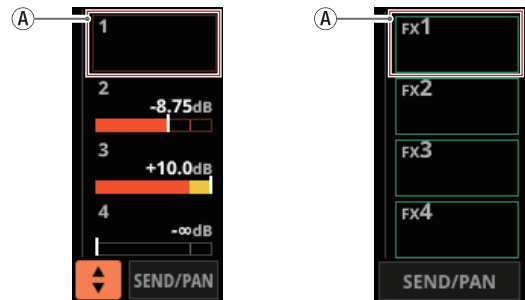 A
1
2
-8.75dB
3
+10.0dB
4
-∞dB
SEND/PAN
A
FX1
FX2
FX3
FX4
SEND/PAN